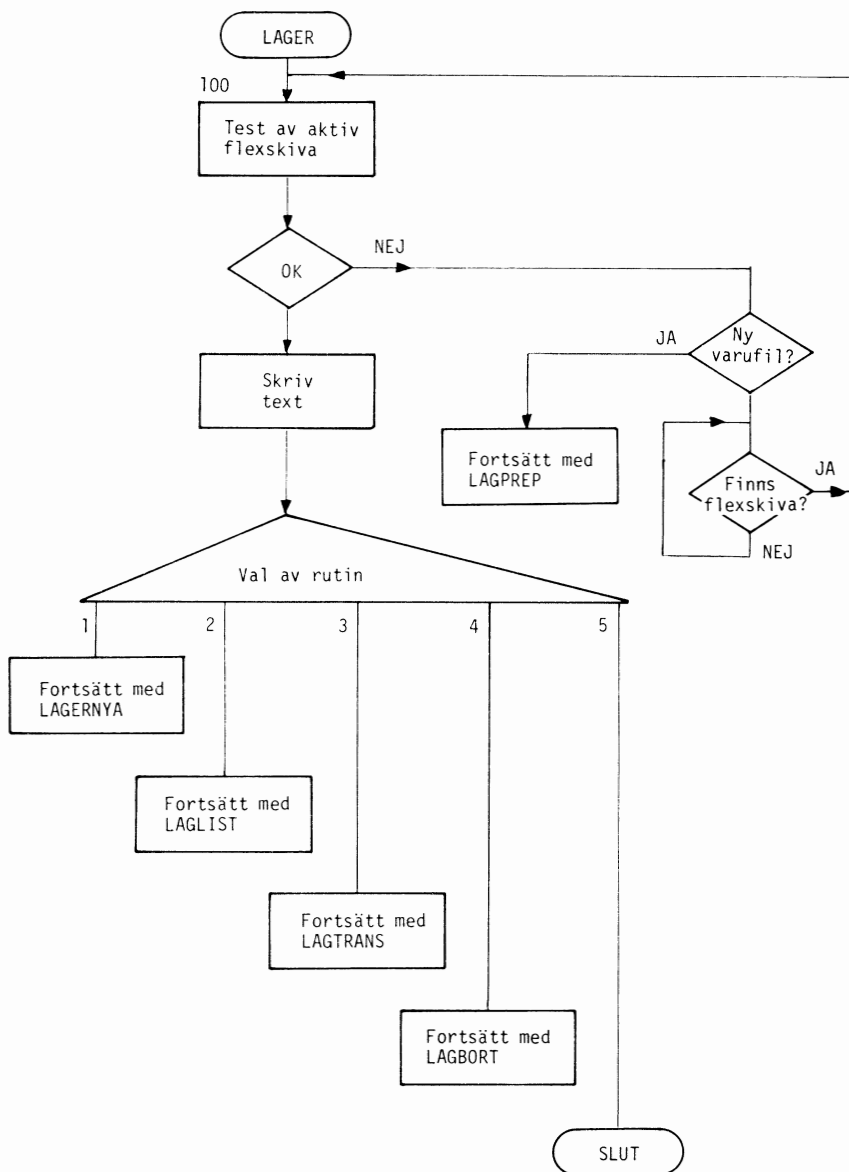 LAGER
100
Test av aktiv
flexskiva
OK
NEJ
Skriv
text
Ny
varufil?
JA
Fortsätt med
LAGPREP
Finns
flexskiva?
JA
NEJ
Val av rutin
1
2
3
4
5
Fortsätt med
LAGERNYA
Fortsätt med
LAGLIST
Fortsätt med
LAGTRANS
Fortsätt med
LAGBORT
SLUT